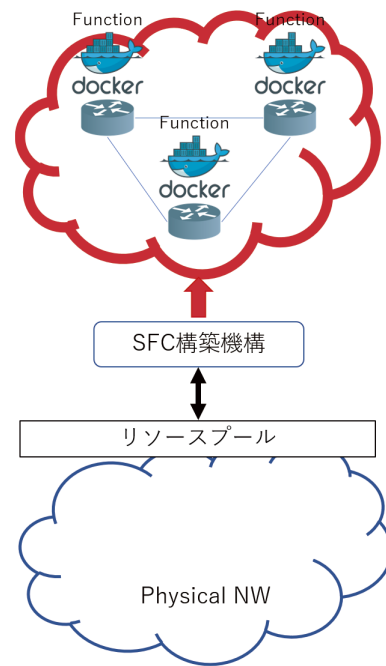 Function
Function
docker
docker
Function
docker
SFC構築機構
リソースプール
Physical NW